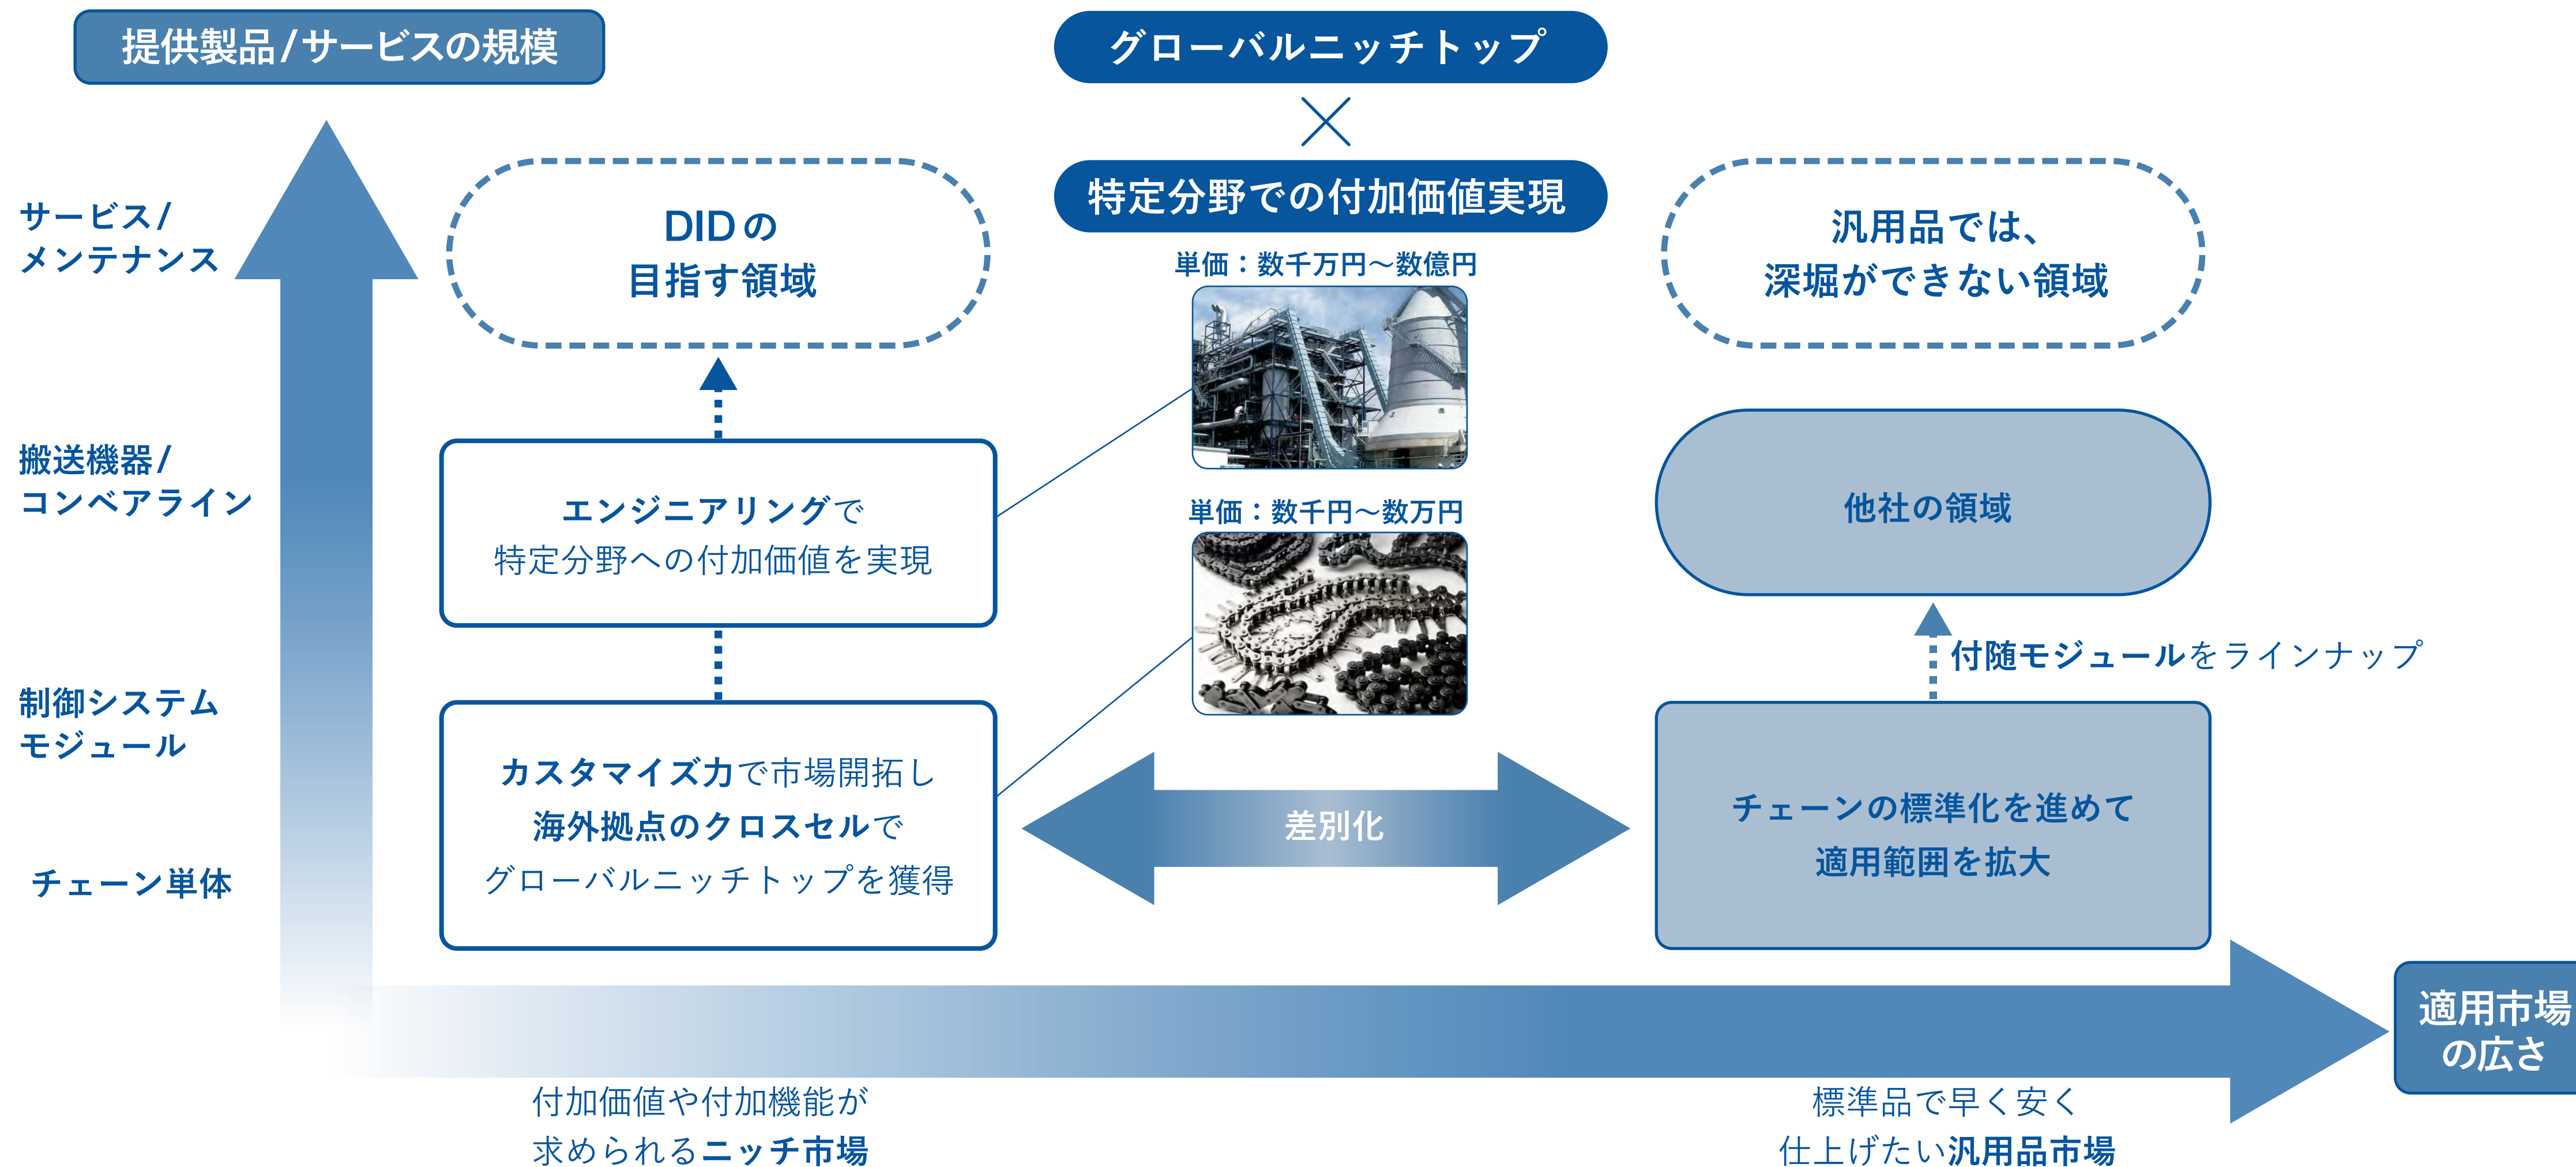 提供製品/サービスの規模
グローバルニッチトップ
特定分野での付加価値実現
サービス/
メンテナンス
搬送機器/
コンベアライン
制御システム
モジュール
チェーン単体
DIDの
目指す領域
エンジニアリングで
特定分野への付加価値を実現
カスタマイズ力で市場開拓し
海外拠点のクロスセルで
グローバルニッチトップを獲得
単価：数千万円～数億円
単価：数千円～数万円
差別化
汎用品では、
深堀ができない領域
他社の領域
付随モジュールをラインナップ
チェーンの標準化を進めて
適用範囲を拡大
適用市場
の広さ
付加価値や付加機能が
求められるニッチ市場
標準品で早く安く
仕上げたい汎用品市場